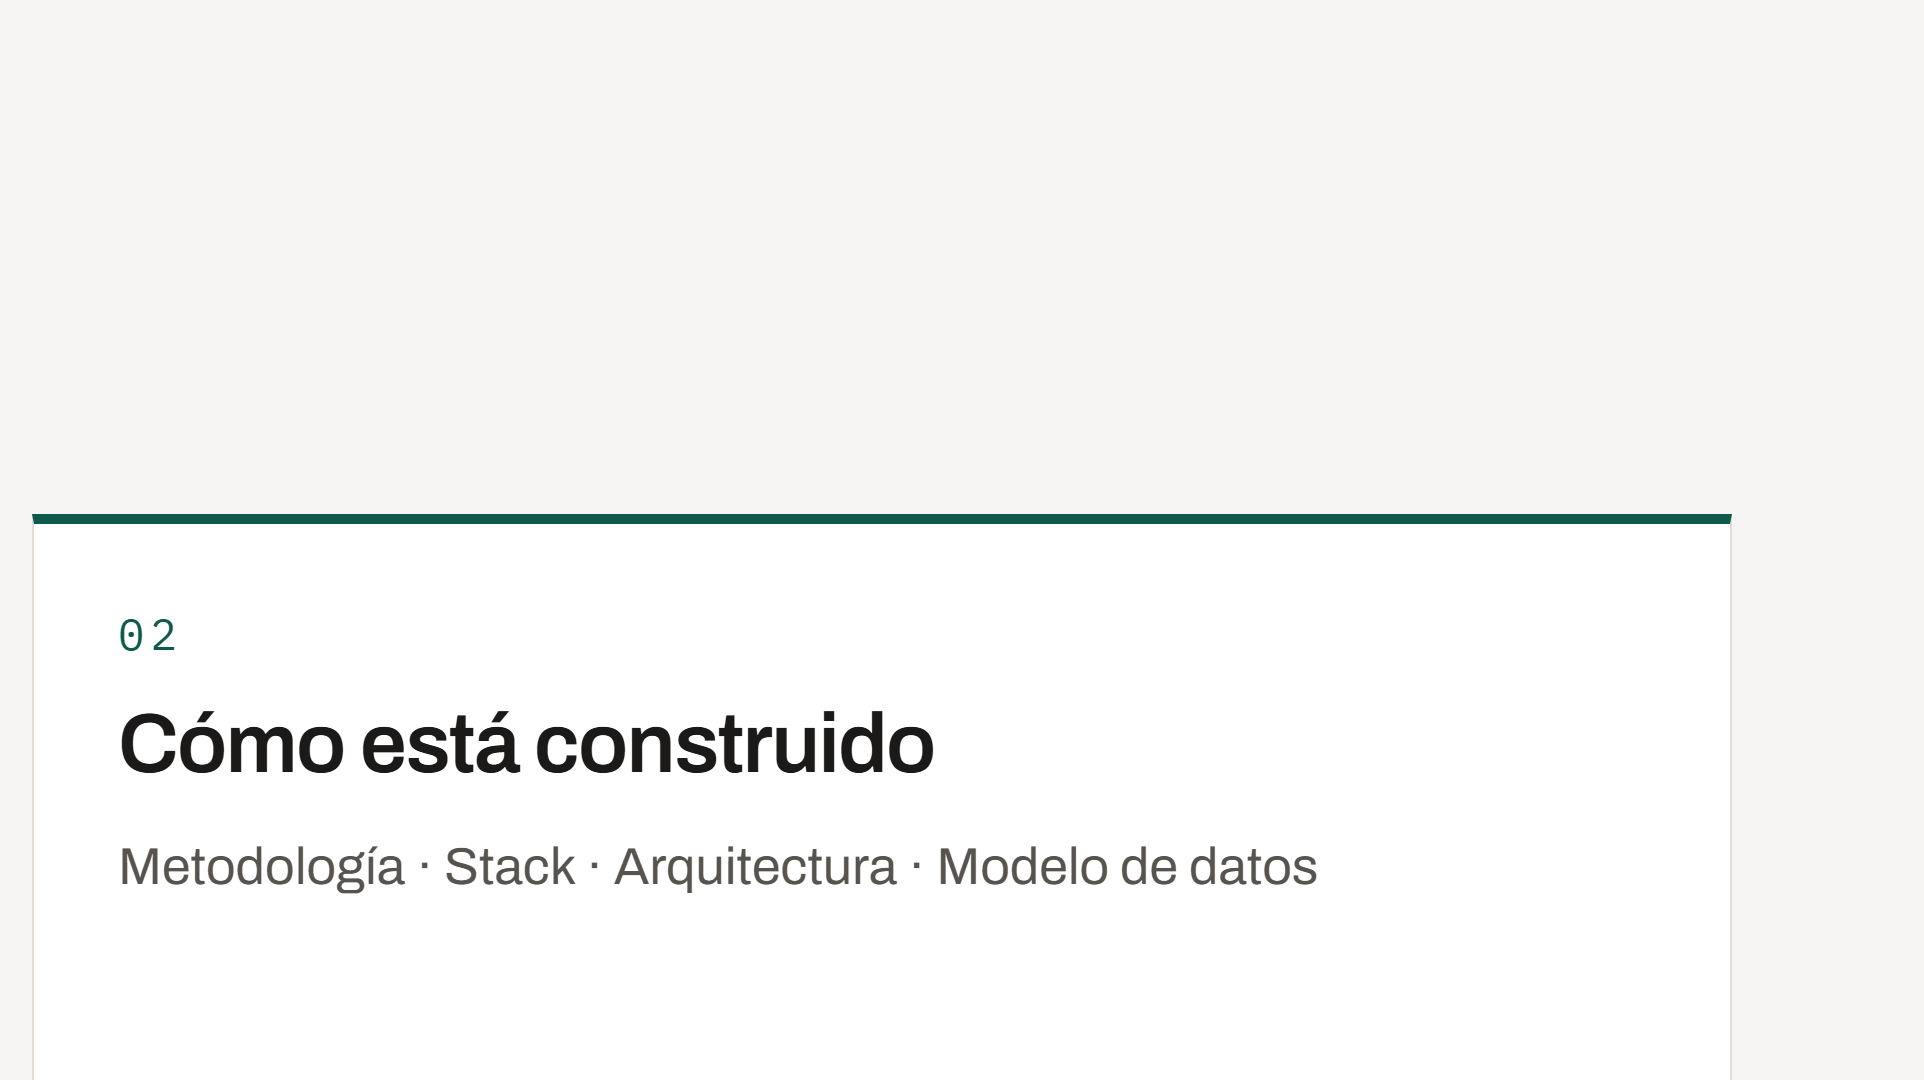 02
Cómo está construido
Metodología · Stack · Arquitectura · Modelo de datos